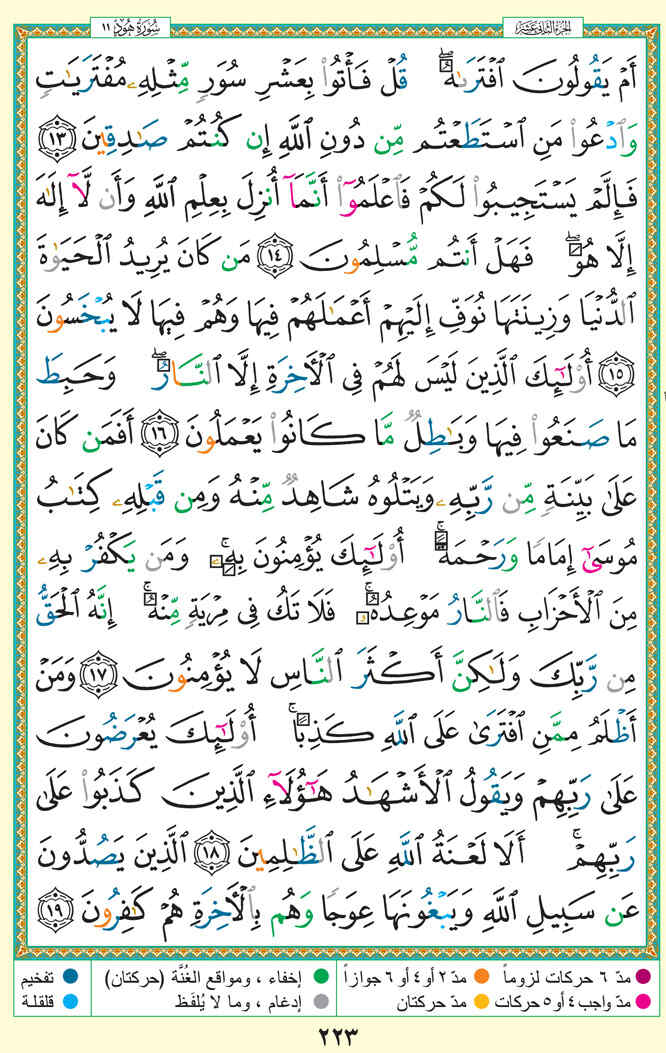 سُورَةُ هُودٍ ١١
الجزء الثاني عشر
أَمْ يَقُولُونَ ٱفْتَرَىٰهُ ۖ قُلْ فَأْتُوا۟ بِعَشْرِ سُوَرٍ مِّثْلِهِۦ مُفْتَرَيَـٰتٍ
وَٱدْعُوا۟ مَنِ ٱسْتَطَعْتُم مِّن دُونِ ٱللَّهِ إِن كُنتُمْ صَـٰدِقِينَ ١٣
فَإِلَّمْ يَسْتَجِيبُوا۟ لَكُمْ فَٱعْلَمُوٓا۟ أَنَّمَآ أُنزِلَ بِعِلْمِ ٱللَّهِ وَأَن لَّآ إِلَـٰهَ
إِلَّا هُوَ ۖ فَهَلْ أَنتُم مُّسْلِمُونَ ١٤ مَن كَانَ يُرِيدُ ٱلْحَيَوٰةَ
ٱلدُّنْيَا وَزِينَتَهَا نُوَفِّ إِلَيْهِمْ أَعْمَـٰلَهُمْ فِيهَا وَهُمْ فِيهَا لَا يُبْخَسُونَ
١٥ أُو۟لَـٰٓئِكَ ٱلَّذِينَ لَيْسَ لَهُمْ فِى ٱلْـَٔاخِرَةِ إِلَّا ٱلنَّارُ ۖ وَحَبِطَ
مَا صَنَعُوا۟ فِيهَا وَبَـٰطِلٌ مَّا كَانُوا۟ يَعْمَلُونَ ١٦ أَفَمَن كَانَ
عَلَىٰ بَيِّنَةٍ مِّن رَّبِّهِۦ وَيَتْلُوهُ شَاهِدٌ مِّنْهُ وَمِن قَبْلِهِۦ كِتَـٰبُ
مُوسَىٰٓ إِمَامًا وَرَحْمَةً ۚ أُو۟لَـٰٓئِكَ يُؤْمِنُونَ بِهِۦ ۚ وَمَن يَكْفُرْ بِهِۦ
مِنَ ٱلْأَحْزَابِ فَٱلنَّارُ مَوْعِدُهُۥ ۚ فَلَا تَكُ فِى مِرْيَةٍ مِّنْهُ ۚ إِنَّهُ ٱلْحَقُّ
مِن رَّبِّكَ وَلَـٰكِنَّ أَكْثَرَ ٱلنَّاسِ لَا يُؤْمِنُونَ ١٧ وَمَنْ
أَظْلَمُ مِمَّنِ ٱفْتَرَىٰ عَلَى ٱللَّهِ كَذِبًا ۚ أُو۟لَـٰٓئِكَ يُعْرَضُونَ
عَلَىٰ رَبِّهِمْ وَيَقُولُ ٱلْأَشْهَـٰدُ هَـٰٓؤُلَآءِ ٱلَّذِينَ كَذَبُوا۟ عَلَىٰ
رَبِّهِمْ ۚ أَلَا لَعْنَةُ ٱللَّهِ عَلَى ٱلظَّـٰلِمِينَ ١٨ ٱلَّذِينَ يَصُدُّونَ
عَن سَبِيلِ ٱللَّهِ وَيَبْغُونَهَا عِوَجًا وَهُم بِٱلْـَٔاخِرَةِ هُمْ كَـٰفِرُونَ ١٩
مدّ ٦ حركات لزوماً مدّ ٢ أو ٤ أو ٦ جوازاً إخفاء ، ومواقع الغُنَّة (حركتان) تفخيم
مدّ واجب ٤ أو ٥ حركات مدّ حركتان إدغام ، وما لا يُلفَظ قلقلة
٢٢٣